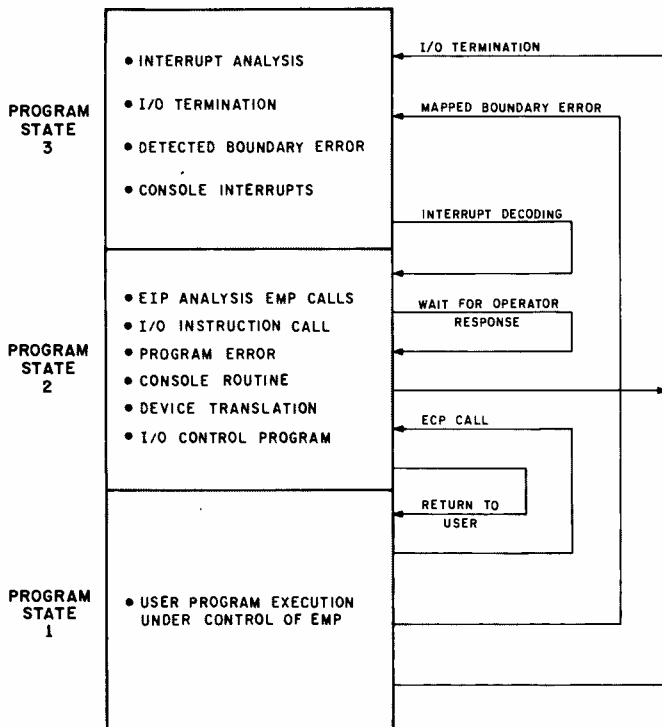 PROGRAM
STATE
3
• INTERRUPT ANALYSIS
• I/O TERMINATION
• DETECTED BOUNDARY ERROR
• CONSOLE INTERRUPTS
I/O TERMINATION
MAPPED BOUNDARY ERROR
INTERRUPT DECODING
PROGRAM
STATE
2
• EIP ANALYSIS EMP CALLS
• I/O INSTRUCTION CALL
• PROGRAM ERROR
• CONSOLE ROUTINE
• DEVICE TRANSLATION
• I/O CONTROL PROGRAM
WAIT FOR OPERATOR
RESPONSE
ECP CALL
RETURN TO
USER
PROGRAM
STATE
1
• USER PROGRAM EXECUTION
UNDER CONTROL OF EMP